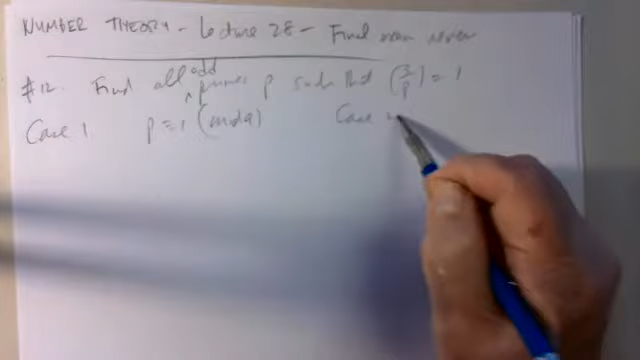 NUMBER THEORY - Lecture 28 - Final exam review
#12. Find all odd primes p such that (3/p) = 1
Case 1 p ≡ 1 (mod 4) Case